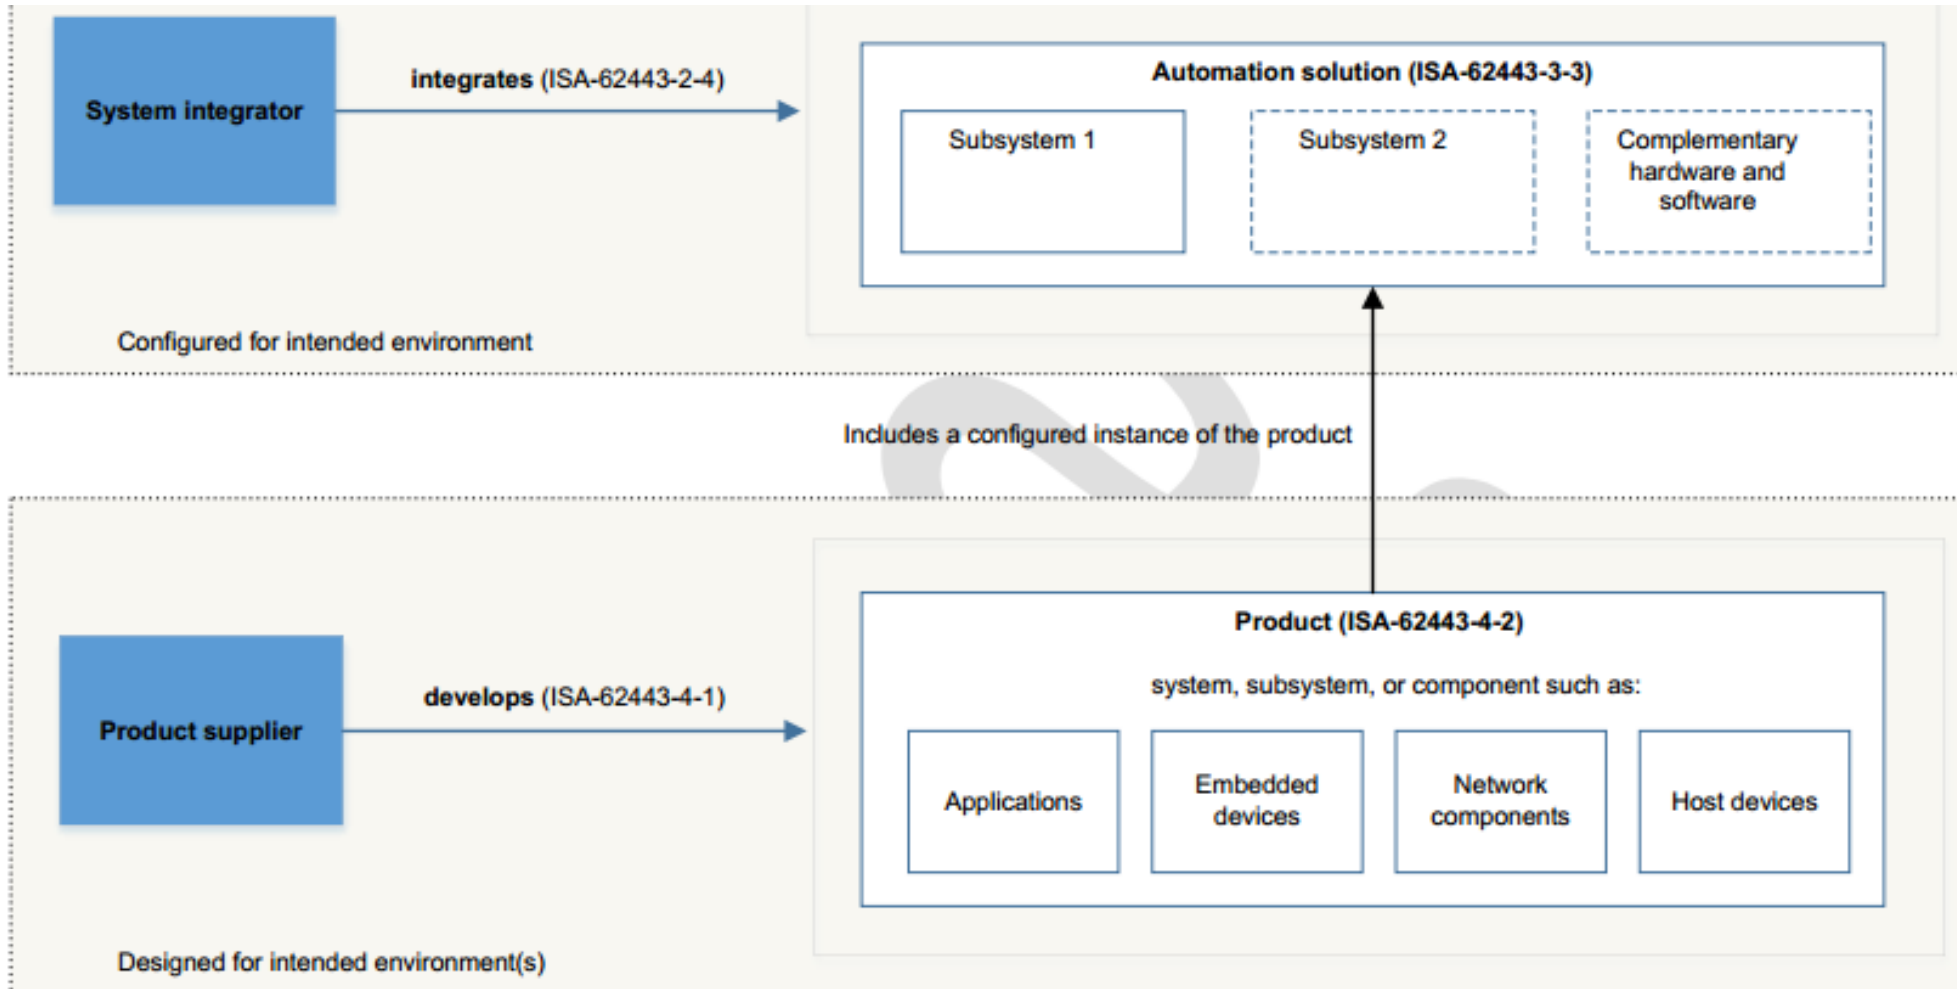 System integrator
integrates (ISA-62443-2-4)
Automation solution (ISA-62443-3-3)
Subsystem 1
Subsystem 2
Complementary
hardware and
software
Configured for intended environment
Includes a configured instance of the product
Product supplier
develops (ISA-62443-4-1)
Product (ISA-62443-4-2)
system, subsystem, or component such as:
Applications
Embedded
devices
Network
components
Host devices
Designed for intended environment(s)